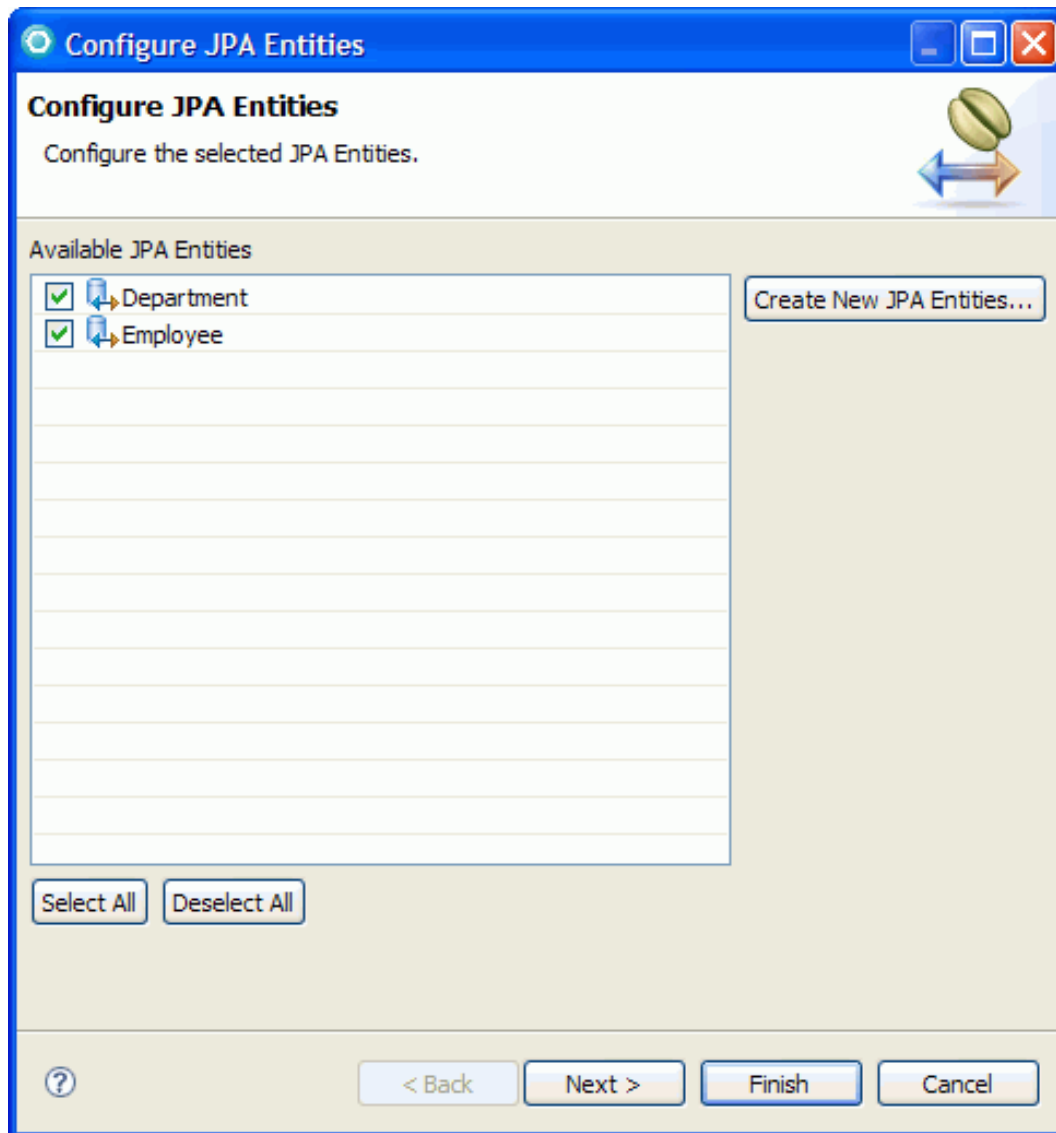 Configure JPA Entities
Configure JPA Entities
Configure the selected JPA Entities.
Available JPA Entities
Department
Create New JPA Entities...
Employee
Select All
Deselect All
?
< Back
Next >
Finish
Cancel